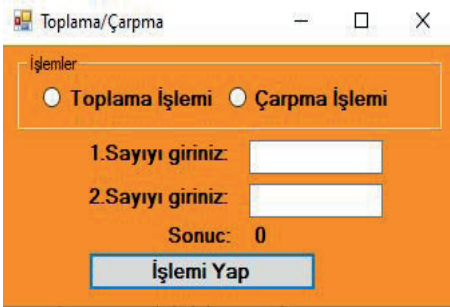 Toplama/Çarpma
İşlemler
Toplama İşlemi Çarpma İşlemi
1.Sayıyı giriniz:
2.Sayıyı giriniz:
Sonuc: 0
İşlemi Yap